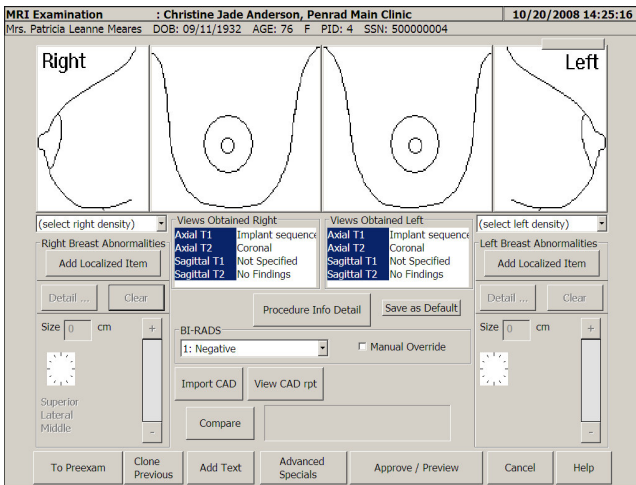 MRI Examination : Christine Jade Anderson, Penrad Main Clinic 10/20/2008 14:25:16
Mrs. Patricia Leanne Meares DOB: 09/11/1932 AGE: 76 F PID: 4 SSN: 500000004
Right Left
(select right density) Views Obtained Right Views Obtained Left (select left density)
Axial T1 Implant sequence Axial T1 Implant sequence
Axial T2 Coronal Axial T2 Coronal
Sagittal T1 Not Specified Sagittal T1 Not Specified
Sagittal T2 No Findings Sagittal T2 No Findings
Right Breast Abnormalities Left Breast Abnormalities
Add Localized Item Add Localized Item
Detail ... Clear Procedure Info Detail Save as Default Detail ... Clear
Size 0 cm + Size 0 cm +
BI-RADS
1: Negative Manual Override
Import CAD View CAD rpt
Superior
Lateral
Middle
- -
Compare
To Preexam Clone Previous Add Text Advanced Specials Approve / Preview Cancel Help